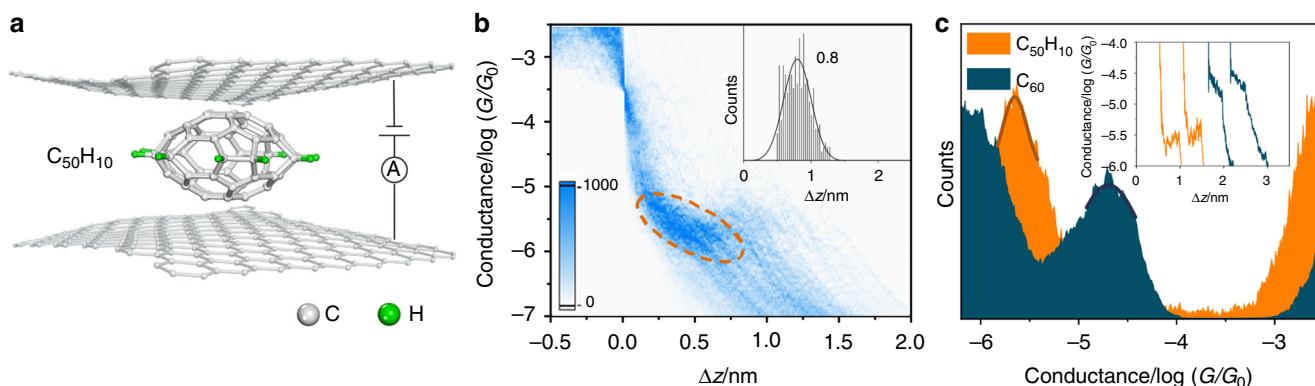 a
C50H10
A
C
H
b
Conductance/log (G/G0)
−3
−4
−5
−6
−7
1000
0
−0.5
0.0
0.5
1.0
1.5
2.0
Δz/nm
Counts
0.8
0
2
Δz/nm
c
Counts
C50H10
C60
Conductance/log (G/G0)
−4.0
−4.5
−5.0
−5.5
−6.0
0
1
2
3
Δz/nm
−6
−5
−4
−3
Conductance/log (G/G0)